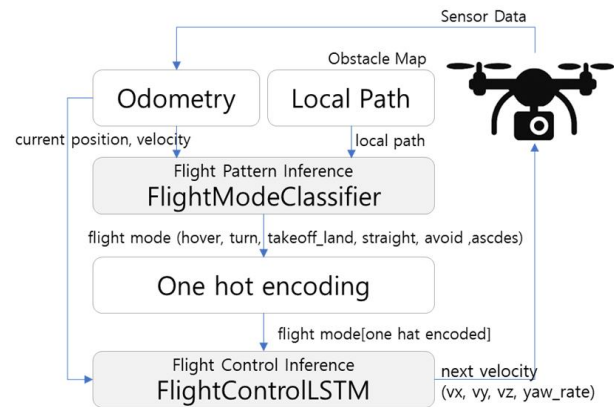 Sensor Data
Obstacle Map
Odometry
Local Path
current position, velocity
local path
Flight Pattern Inference
FlightModeClassifier
flight mode (hover, turn, takeoff_land, straight, avoid ,ascdes)
One hot encoding
flight mode[one hat encoded]
Flight Control Inference
FlightControlLSTM
next velocity
(vx, vy, vz, yaw_rate)